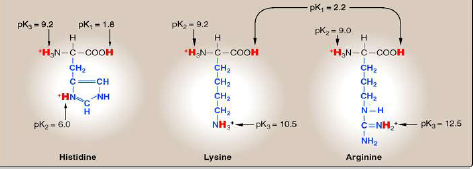 pK₁ = 2.2
pK₃ = 9.2 pK₁ = 1.8
pK₂ = 9.2
pK₂ = 9.0
H H H
⁺H₃N–C–COOH ⁺H₃N–C–COOH ⁺H₃N–C–COOH
CH₂ CH₂ CH₂
C=CH CH₂ CH₂
⁺HN NH CH₂ CH₂
C CH₂ N–H
H
pK₂ = 6.0 NH₃⁺ pK₃ = 10.5 C=NH₂⁺ pK₃ = 12.5
NH₂
Histidine Lysine Arginine